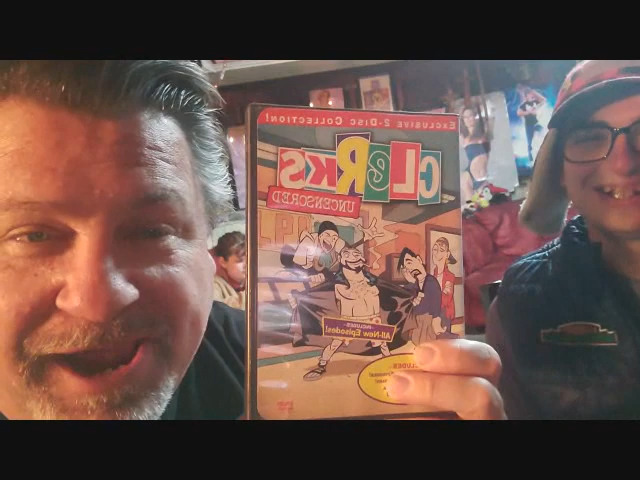 EXCLUSIVE 2-DISC COLLECTION!
CLeRKS
UNCENSORED
-INCLUDES-
All-New Episodes!